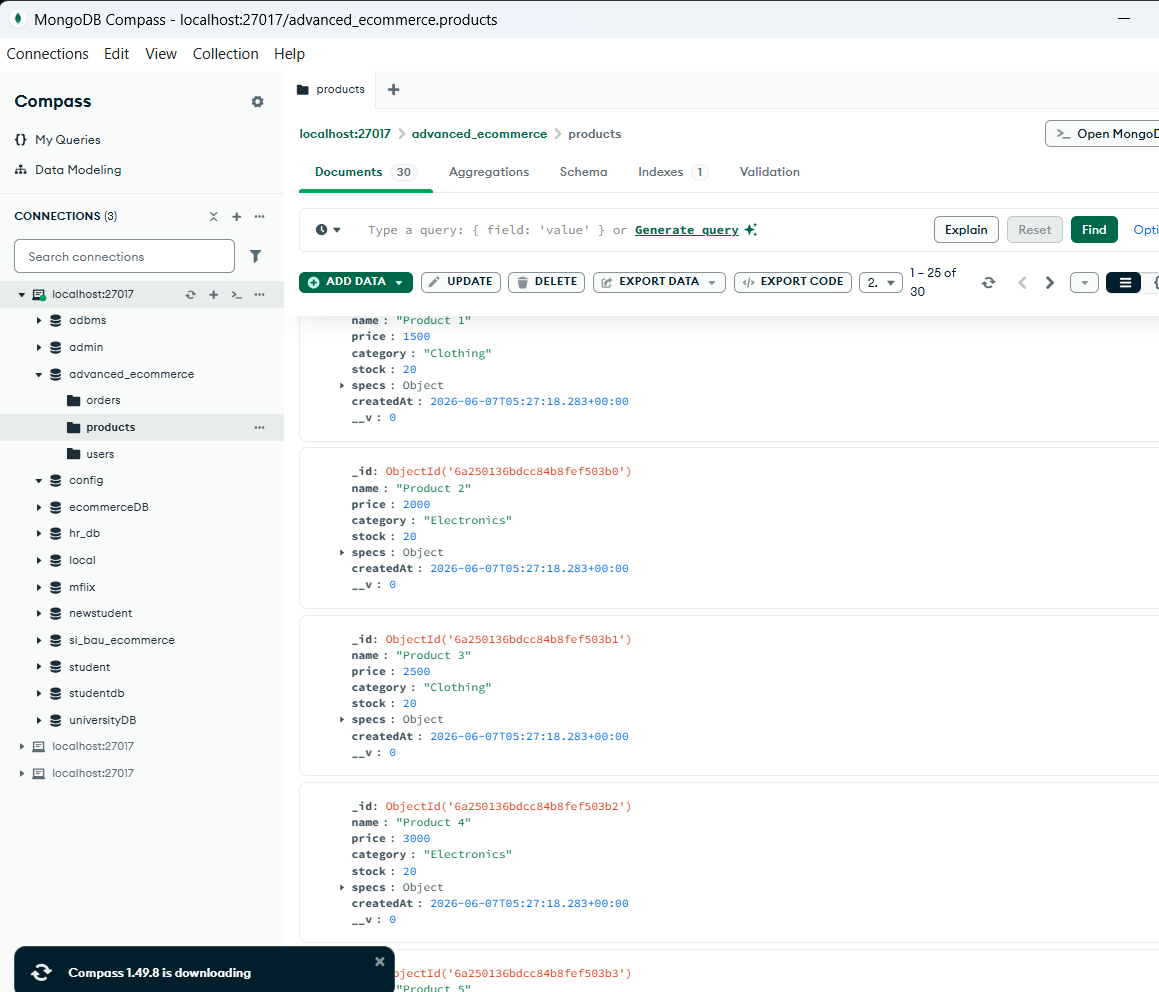 MongoDB Compass - localhost:27017/advanced_ecommerce.products
Connections Edit View Collection Help
Compass
My Queries
Data Modeling
CONNECTIONS (3)
Search connections
localhost:27017
adbms
admin
advanced_ecommerce
orders
products
users
config
ecommerceDB
hr_db
local
mflix
newstudent
si_bau_ecommerce
student
studentdb
universityDB
localhost:27017
localhost:27017
Compass 1.49.8 is downloading
products
localhost:27017 > advanced_ecommerce > products
>_ Open MongoD
Documents 30 Aggregations Schema Indexes 1 Validation
Type a query: { field: 'value' } or Generate query
Explain Reset Find Opti
ADD DATA UPDATE DELETE EXPORT DATA EXPORT CODE 2. 1 – 25 of
30
name : "Product 1"
price : 1500
category : "Clothing"
stock : 20
specs : Object
createdAt : 2026-06-07T05:27:18.283+00:00
__v : 0
_id: ObjectId('6a250136bdcc84b8fef503b0')
name : "Product 2"
price : 2000
category : "Electronics"
stock : 20
specs : Object
createdAt : 2026-06-07T05:27:18.283+00:00
__v : 0
_id: ObjectId('6a250136bdcc84b8fef503b1')
name : "Product 3"
price : 2500
category : "Clothing"
stock : 20
specs : Object
createdAt : 2026-06-07T05:27:18.283+00:00
__v : 0
_id: ObjectId('6a250136bdcc84b8fef503b2')
name : "Product 4"
price : 3000
category : "Electronics"
stock : 20
specs : Object
createdAt : 2026-06-07T05:27:18.283+00:00
__v : 0
bjectId('6a250136bdcc84b8fef503b3')
"Product 5"